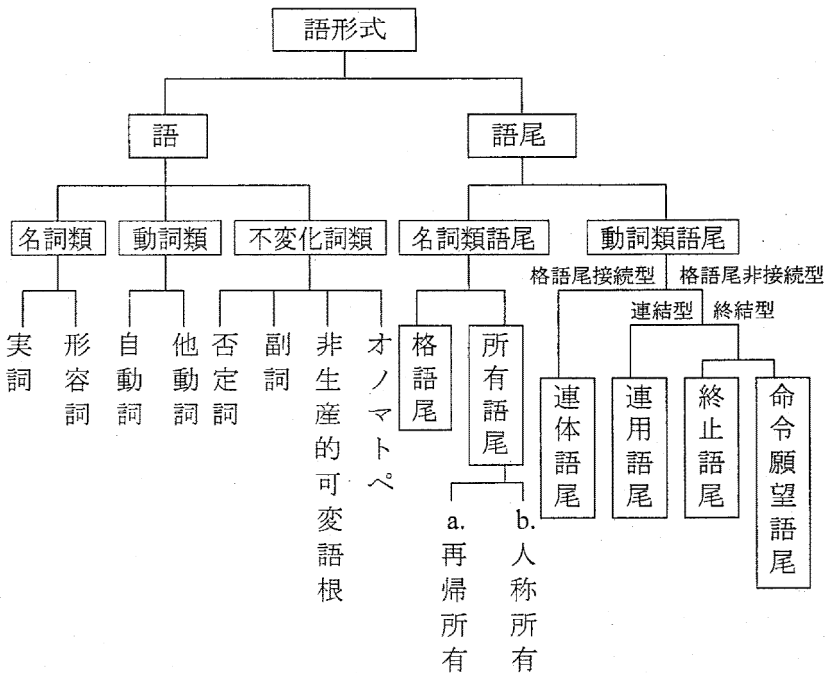 語形式
語
語尾
名詞類
動詞類
不変化詞類
名詞類語尾
動詞類語尾
格語尾接続型
格語尾非接続型
連結型
終結型
実詞
形容詞
自動詞
他動詞
否定詞
副詞
非生産的可変語根
オノマトペ
格語尾
所有語尾
連体語尾
連用語尾
終止語尾
命令願望語尾
a.再帰所有
b.人称所有